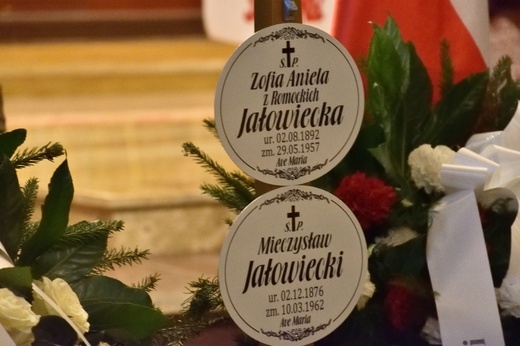 Ś.P.
Zofia Aniela
z Romockich
Jałowiecka
ur. 02.08.1892
zm. 29.05.1957
Ave Maria
Ś.P.
Mieczysław
Jałowiecki
ur. 02.12.1876
zm. 10.03.1962
Ave Maria